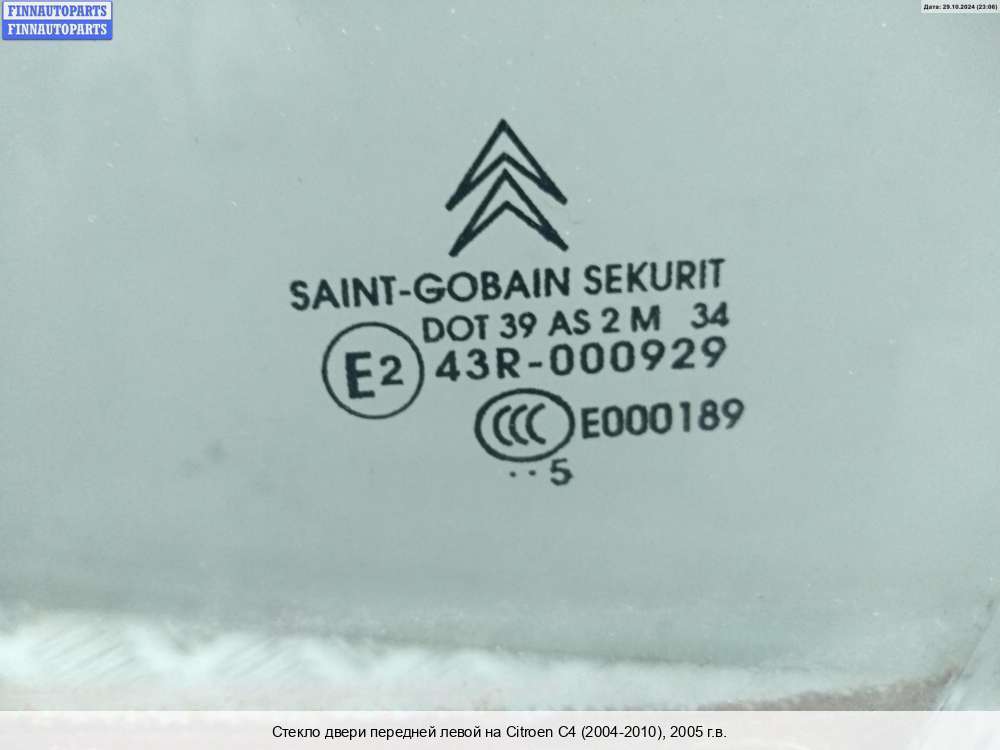 FINNAUTOPARTS
FINNAUTOPARTS
Дата: 29.10.2024 (23:06)
SAINT-GOBAIN SEKURIT
DOT 39 AS 2 M 34
E2 43R-000929
CCC E000189
..5
Стекло двери передней левой на Citroen C4 (2004-2010), 2005 г.в.